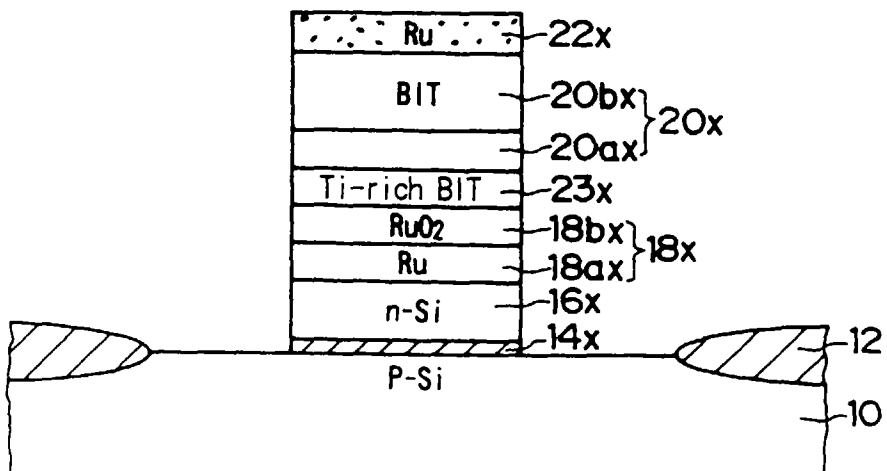 Ru 22x
BIT 20bx
20x
20ax
Ti-rich BIT 23x
RuO2 18bx
18x
Ru 18ax
n-Si 16x
14x
12
P-Si
10